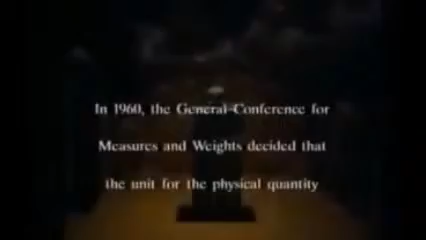 In 1960, the General Conference for
Measures and Weights decided that
the unit for the physical quantity